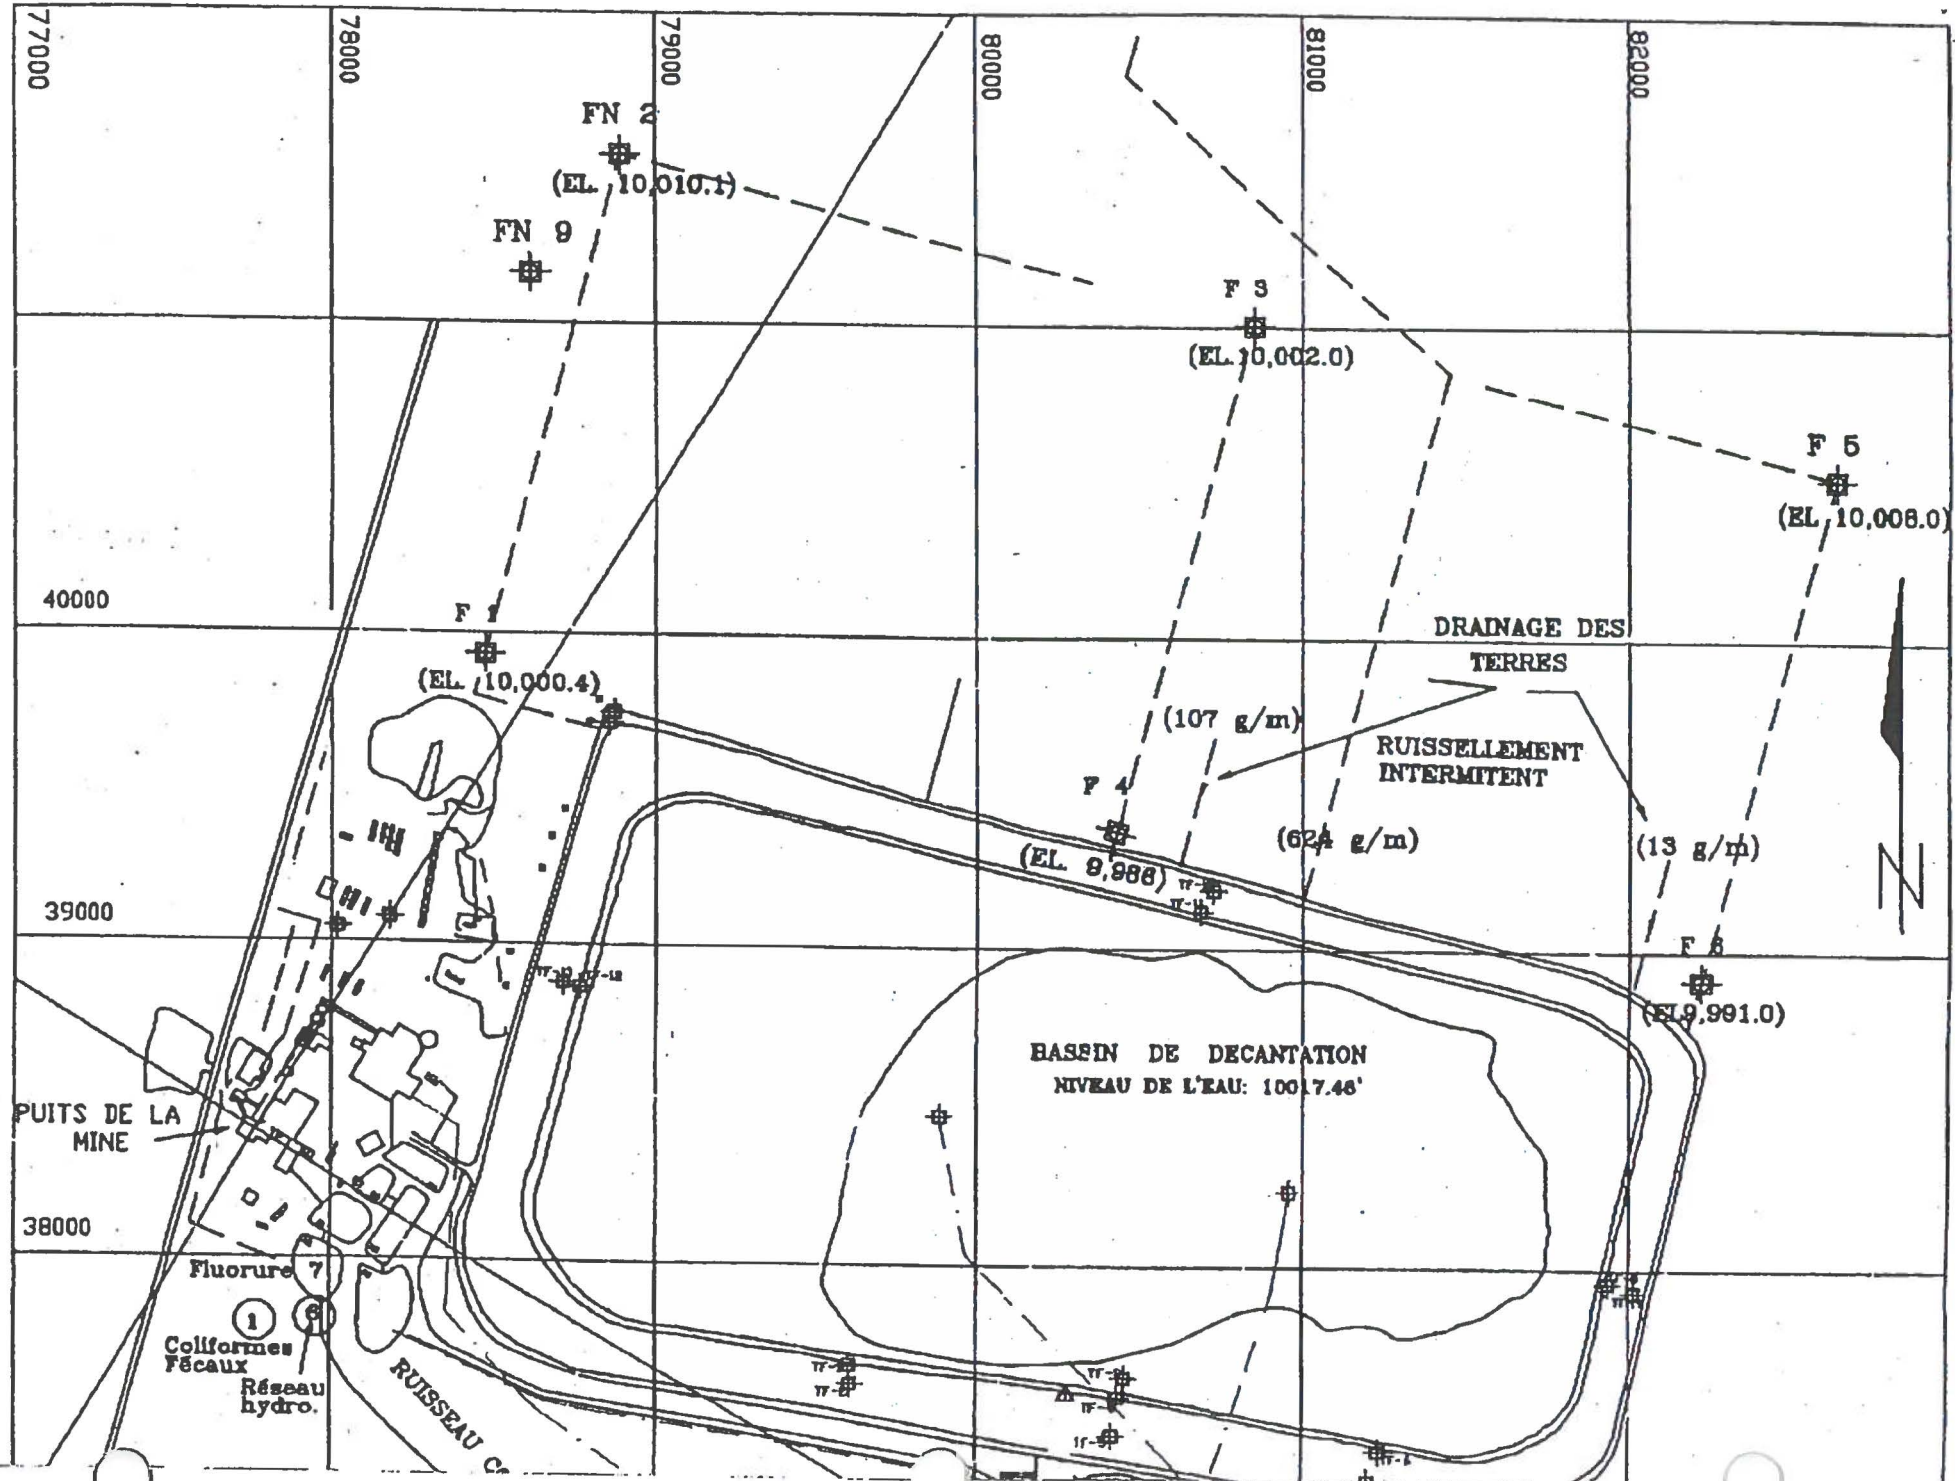 77000
78000
79000
80000
81000
82000
FN 2
(EL. 10,010.1)
FN 9
F 3
(EL.10,002.0)
F 5
(EL 10,008.0)
40000
F 1
(EL. 10,000.4)
DRAINAGE DES
TERRES
(107 g/m)
RUISSELLEMENT
INTERMITENT
F 4
(EL. 9,986)
(624 g/m)
(13 g/m)
N
39000
F 6
(EL9,991.0)
TF-12
BASSIN DE DECANTATION
NIVEAU DE L'EAU: 10017.46'
PUITS DE LA
MINE
38000
Fluorure
7
1
6
Coliformes
Fécaux
Réseau
hydro.
RUISSEAU